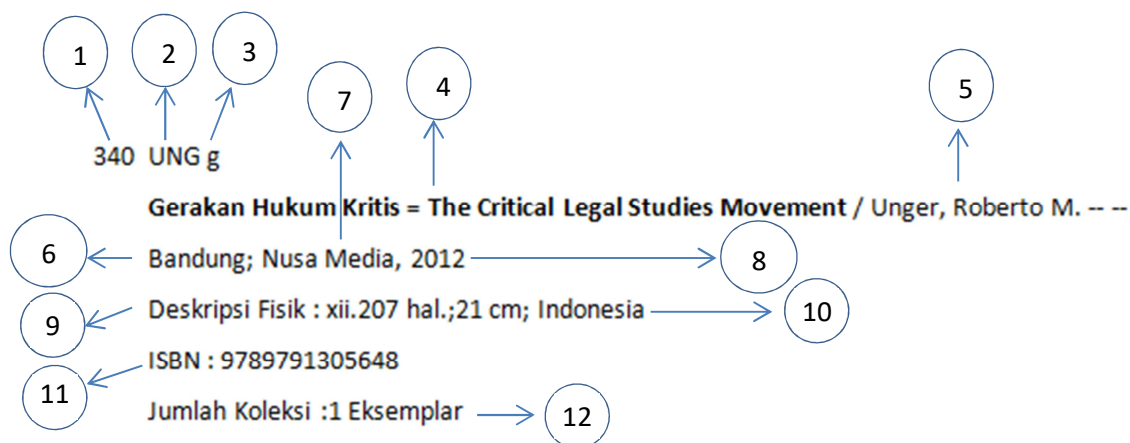 1 2 3
7 4 5
340 UNG g
Gerakan Hukum Kritis = The Critical Legal Studies Movement / Unger, Roberto M. -- --
6 Bandung; Nusa Media, 2012 8
9 Deskripsi Fisik : xii.207 hal.;21 cm; Indonesia 10
11 ISBN : 9789791305648
Jumlah Koleksi :1 Eksemplar 12